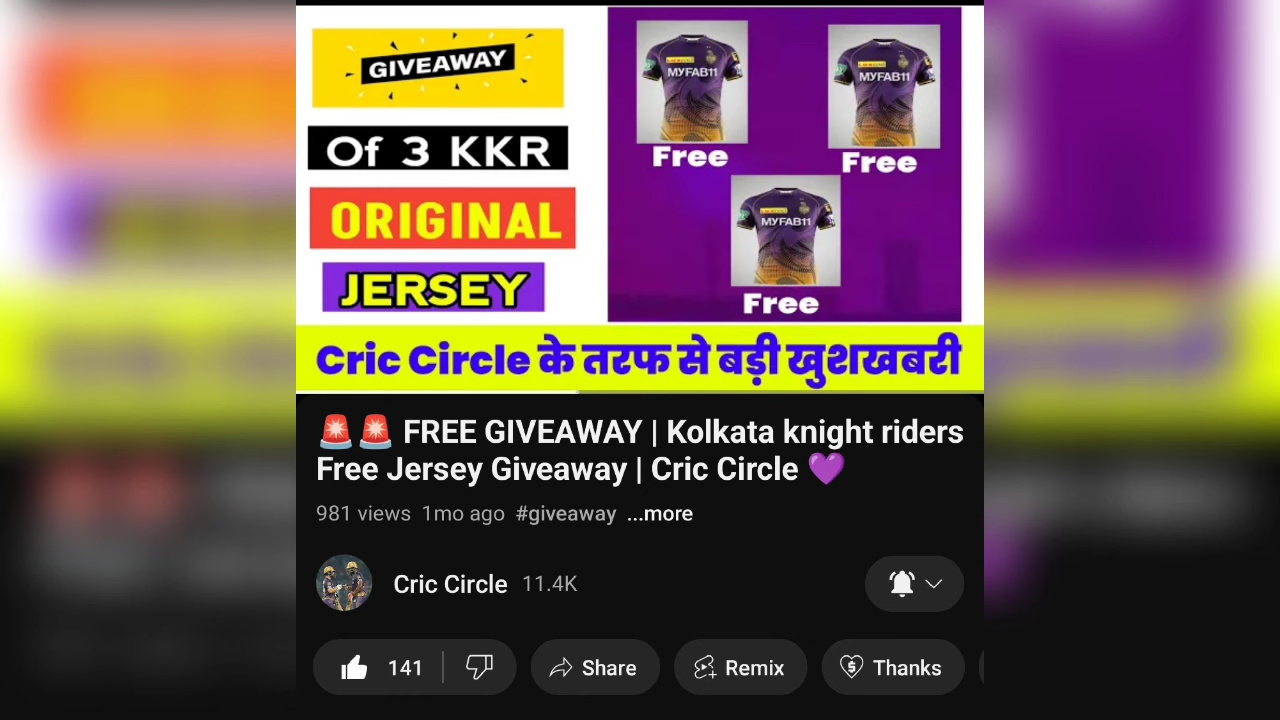 GIVEAWAY
Of 3 KKR
ORIGINAL
JERSEY
MYFAB11
Free
MYFAB11
Free
MYFAB11
Free
Cric Circle के तरफ से बड़ी खुशखबरी
🚨🚨 FREE GIVEAWAY | Kolkata knight riders
Free Jersey Giveaway | Cric Circle 💜
981 views 1mo ago #giveaway ...more
Cric Circle 11.4K
141
Share
Remix
Thanks